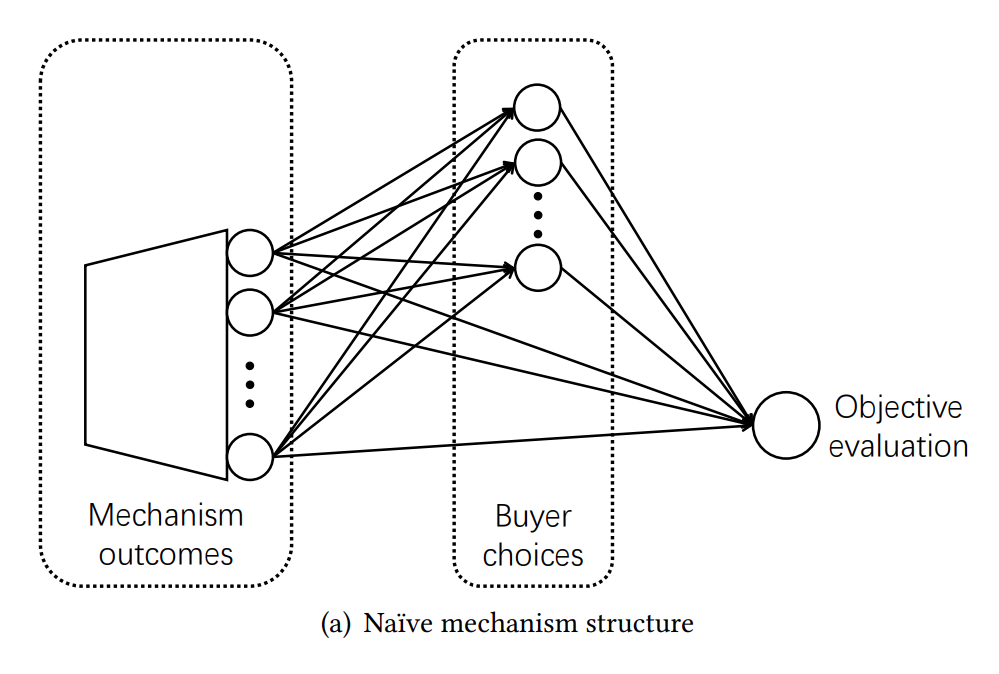 Objective
evaluation
Mechanism
outcomes
Buyer
choices
(a) Naïve mechanism structure